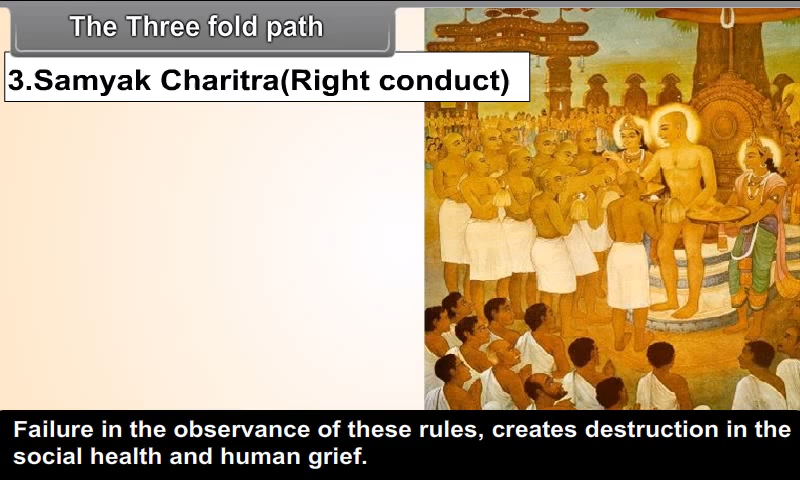 The Three fold path
3.Samyak Charitra(Right conduct)
Failure in the observance of these rules, creates destruction in the
social health and human grief.